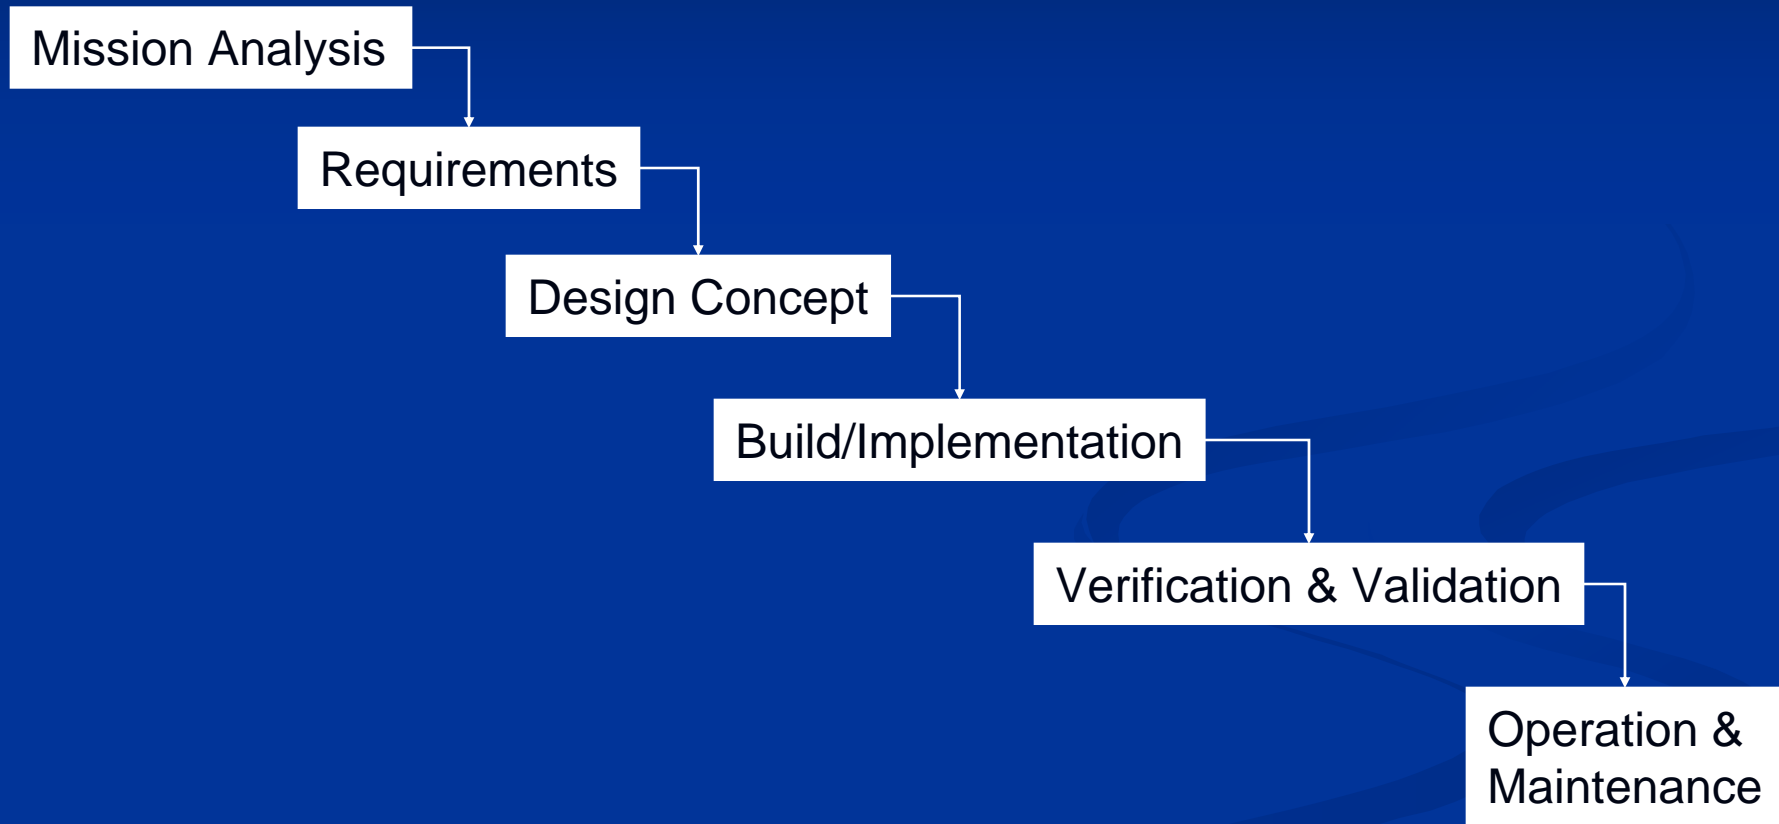 Mission Analysis
Requirements
Design Concept
Build/Implementation
Verification & Validation
Operation &
Maintenance